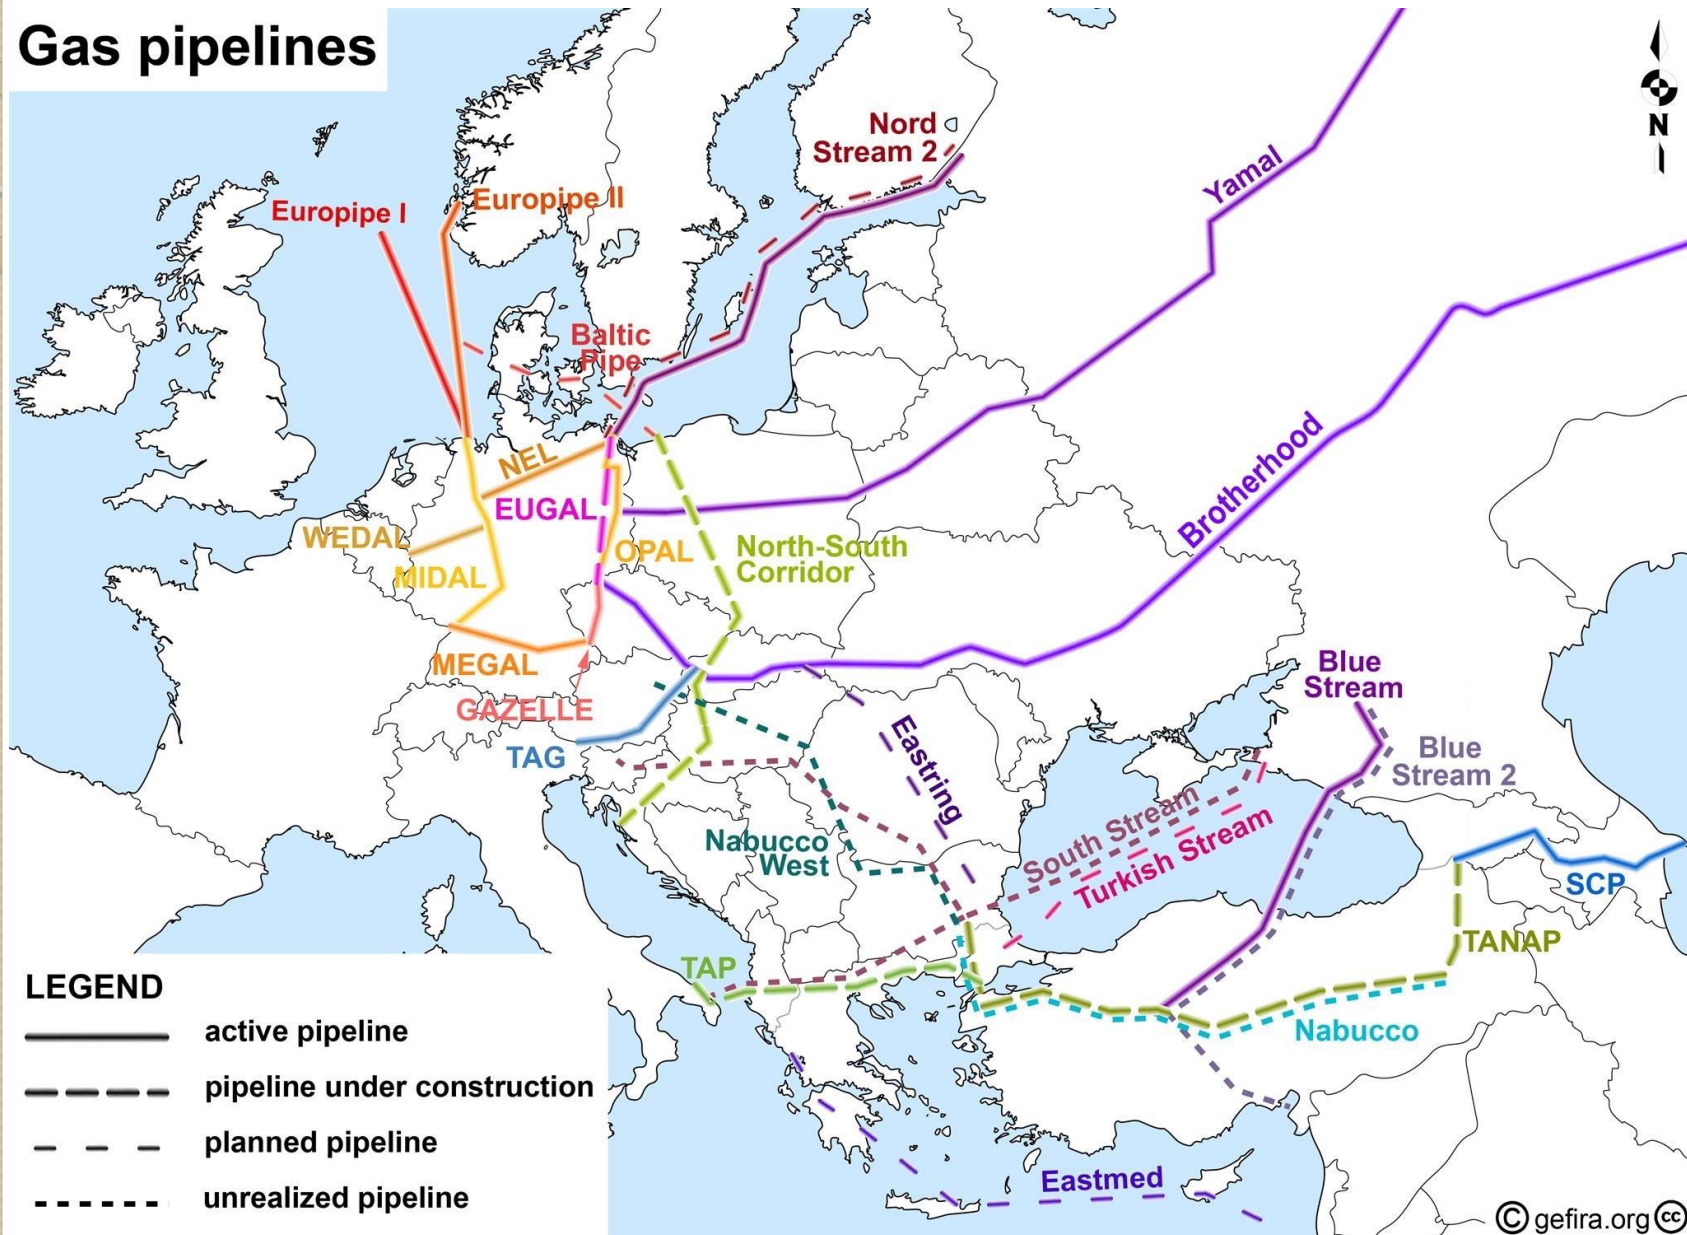 Gas pipelines
N
Nord
Stream 2
Yamal
Europipe I
Europipe II
Baltic
Pipe
Brotherhood
NEL
EUGAL
WEDAL
OPAL
North-South
Corridor
MIDAL
MEGAL
GAZELLE
TAG
Blue
Stream
Blue
Stream 2
Eastring
South Stream
Turkish Stream
Nabucco
West
SCP
TANAP
TAP
Nabucco
Eastmed
LEGEND
active pipeline
pipeline under construction
planned pipeline
unrealized pipeline
© gefira.org cc